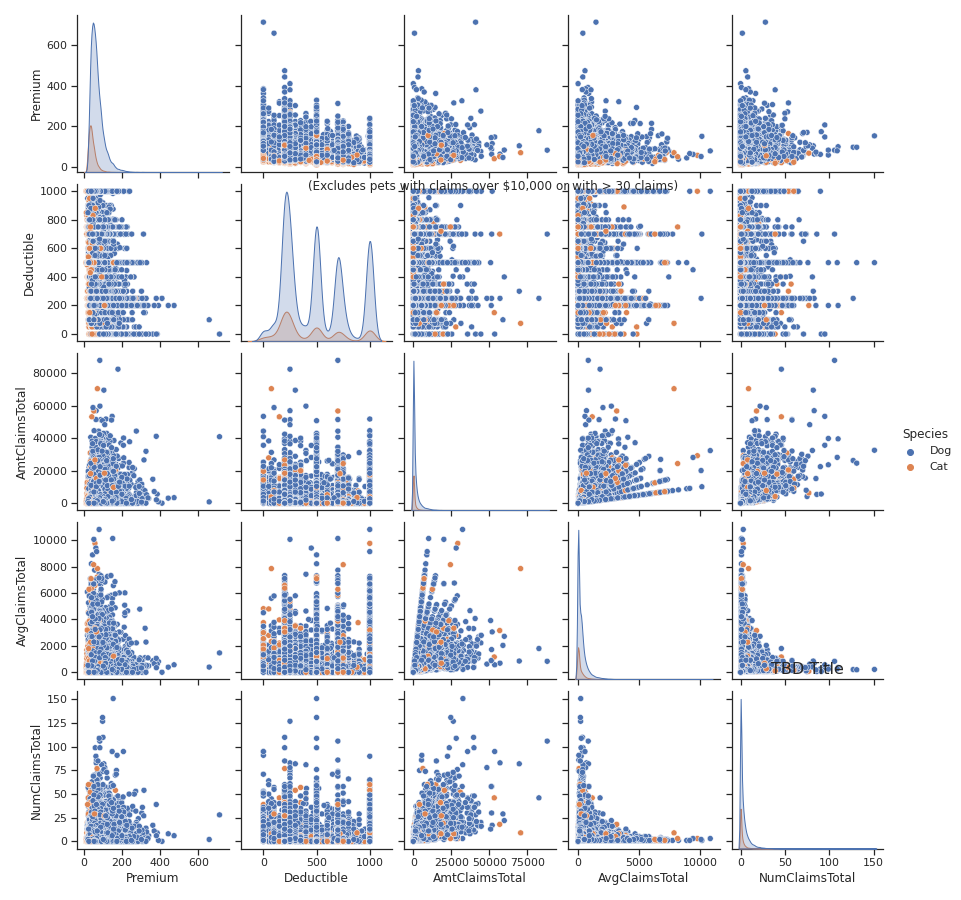 600
400
200
0
Premium
(Excludes pets with claims over $10,000 or with > 30 claims)
1000
800
600
400
200
0
Deductible
80000
60000
40000
20000
0
AmtClaimsTotal
Species
Dog
Cat
10000
8000
6000
4000
2000
0
AvgClaimsTotal
TBD Title
150
125
100
75
50
25
0
NumClaimsTotal
0 200 400 600
0 500 1000
0 25000 50000 75000
0 5000 10000
0 50 100 150
Premium
Deductible
AmtClaimsTotal
AvgClaimsTotal
NumClaimsTotal